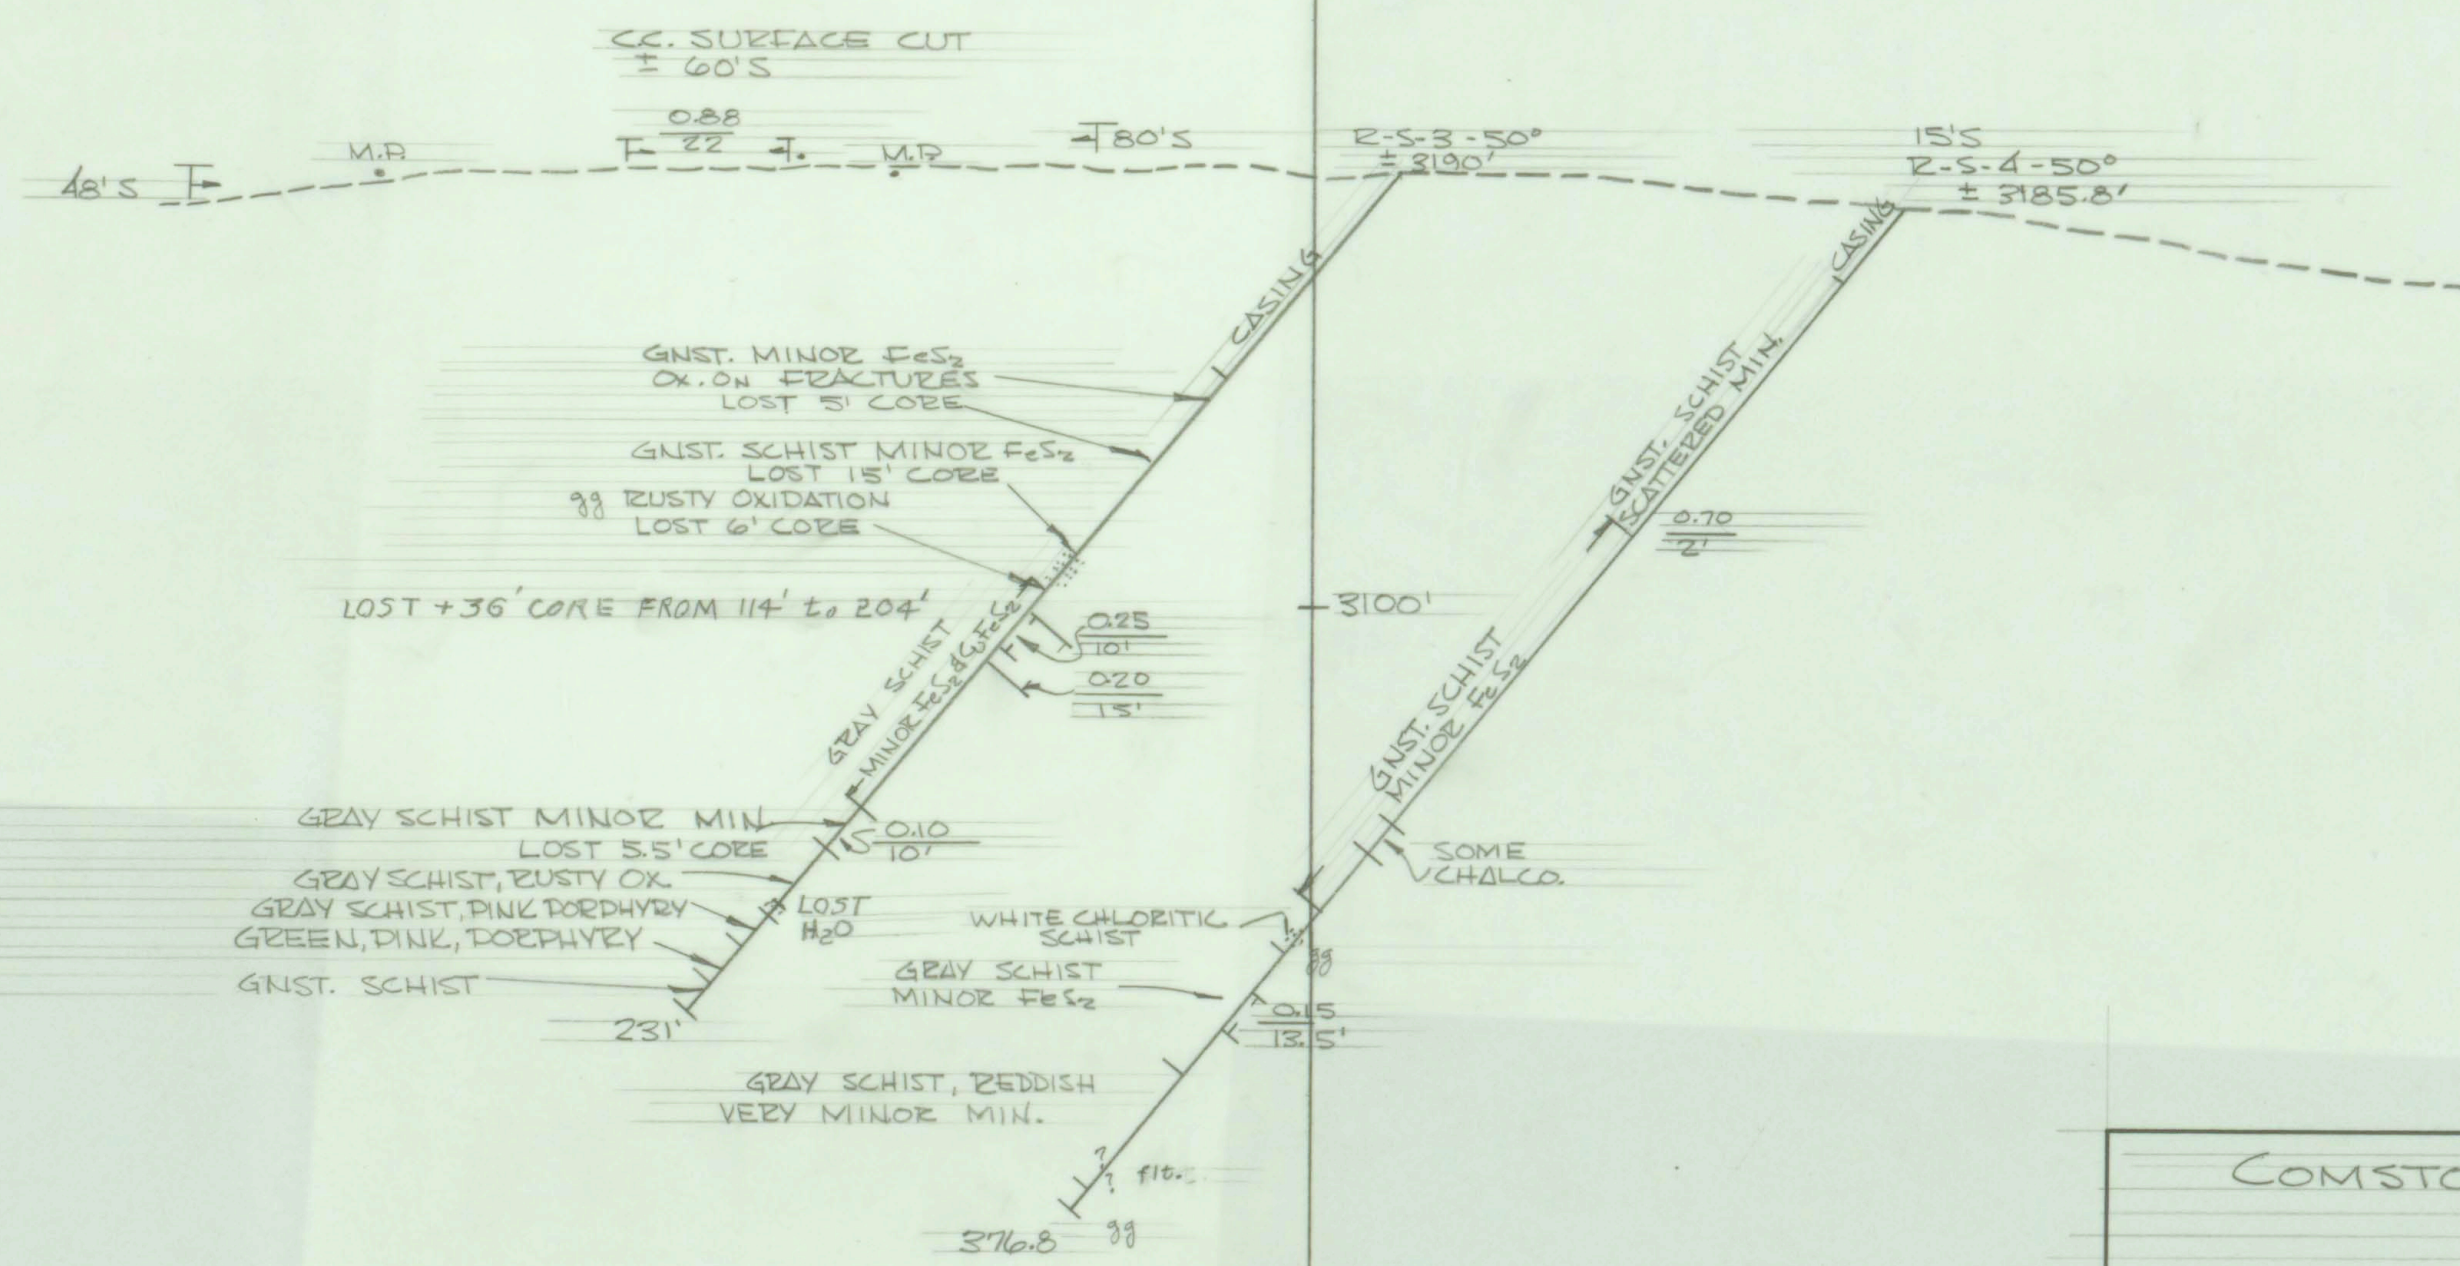 C.C. SURFACE CUT
± 60'S
0.88
22
48'S
M.P.
M.P.
80'S
R-S-3-50°
± 3190'
15'S
R-S-4-50°
± 3185.8'
CASING
CASING
GNST. MINOR FeS2
OX. ON FRACTURES
LOST 5' CORE
GNST. SCHIST MINOR FeS2
LOST 15' CORE
gg RUSTY OXIDATION
LOST 6' CORE
LOST +36' CORE FROM 114' to 204'
GRAY SCHIST
MINOR FeS2 & CuFeS2
0.25
10'
0.20
15'
GNST. SCHIST
SCATTERED MIN.
0.70
2'
3100'
GNST. SCHIST
MINOR FeS2
GRAY SCHIST MINOR MIN.
LOST 5.5' CORE
0.10
10'
GRAY SCHIST, RUSTY OX.
GRAY SCHIST, PINK PORPHYRY
GREEN, PINK, PORPHYRY
GNST. SCHIST
LOST
H2O
231'
SOME
CHALCO.
WHITE CHLORITIC
SCHIST
gg
GRAY SCHIST
MINOR FeS2
0.15
13.5'
GRAY SCHIST, REDDISH
VERY MINOR MIN.
?
? flt.
376.8
gg
COMSTO